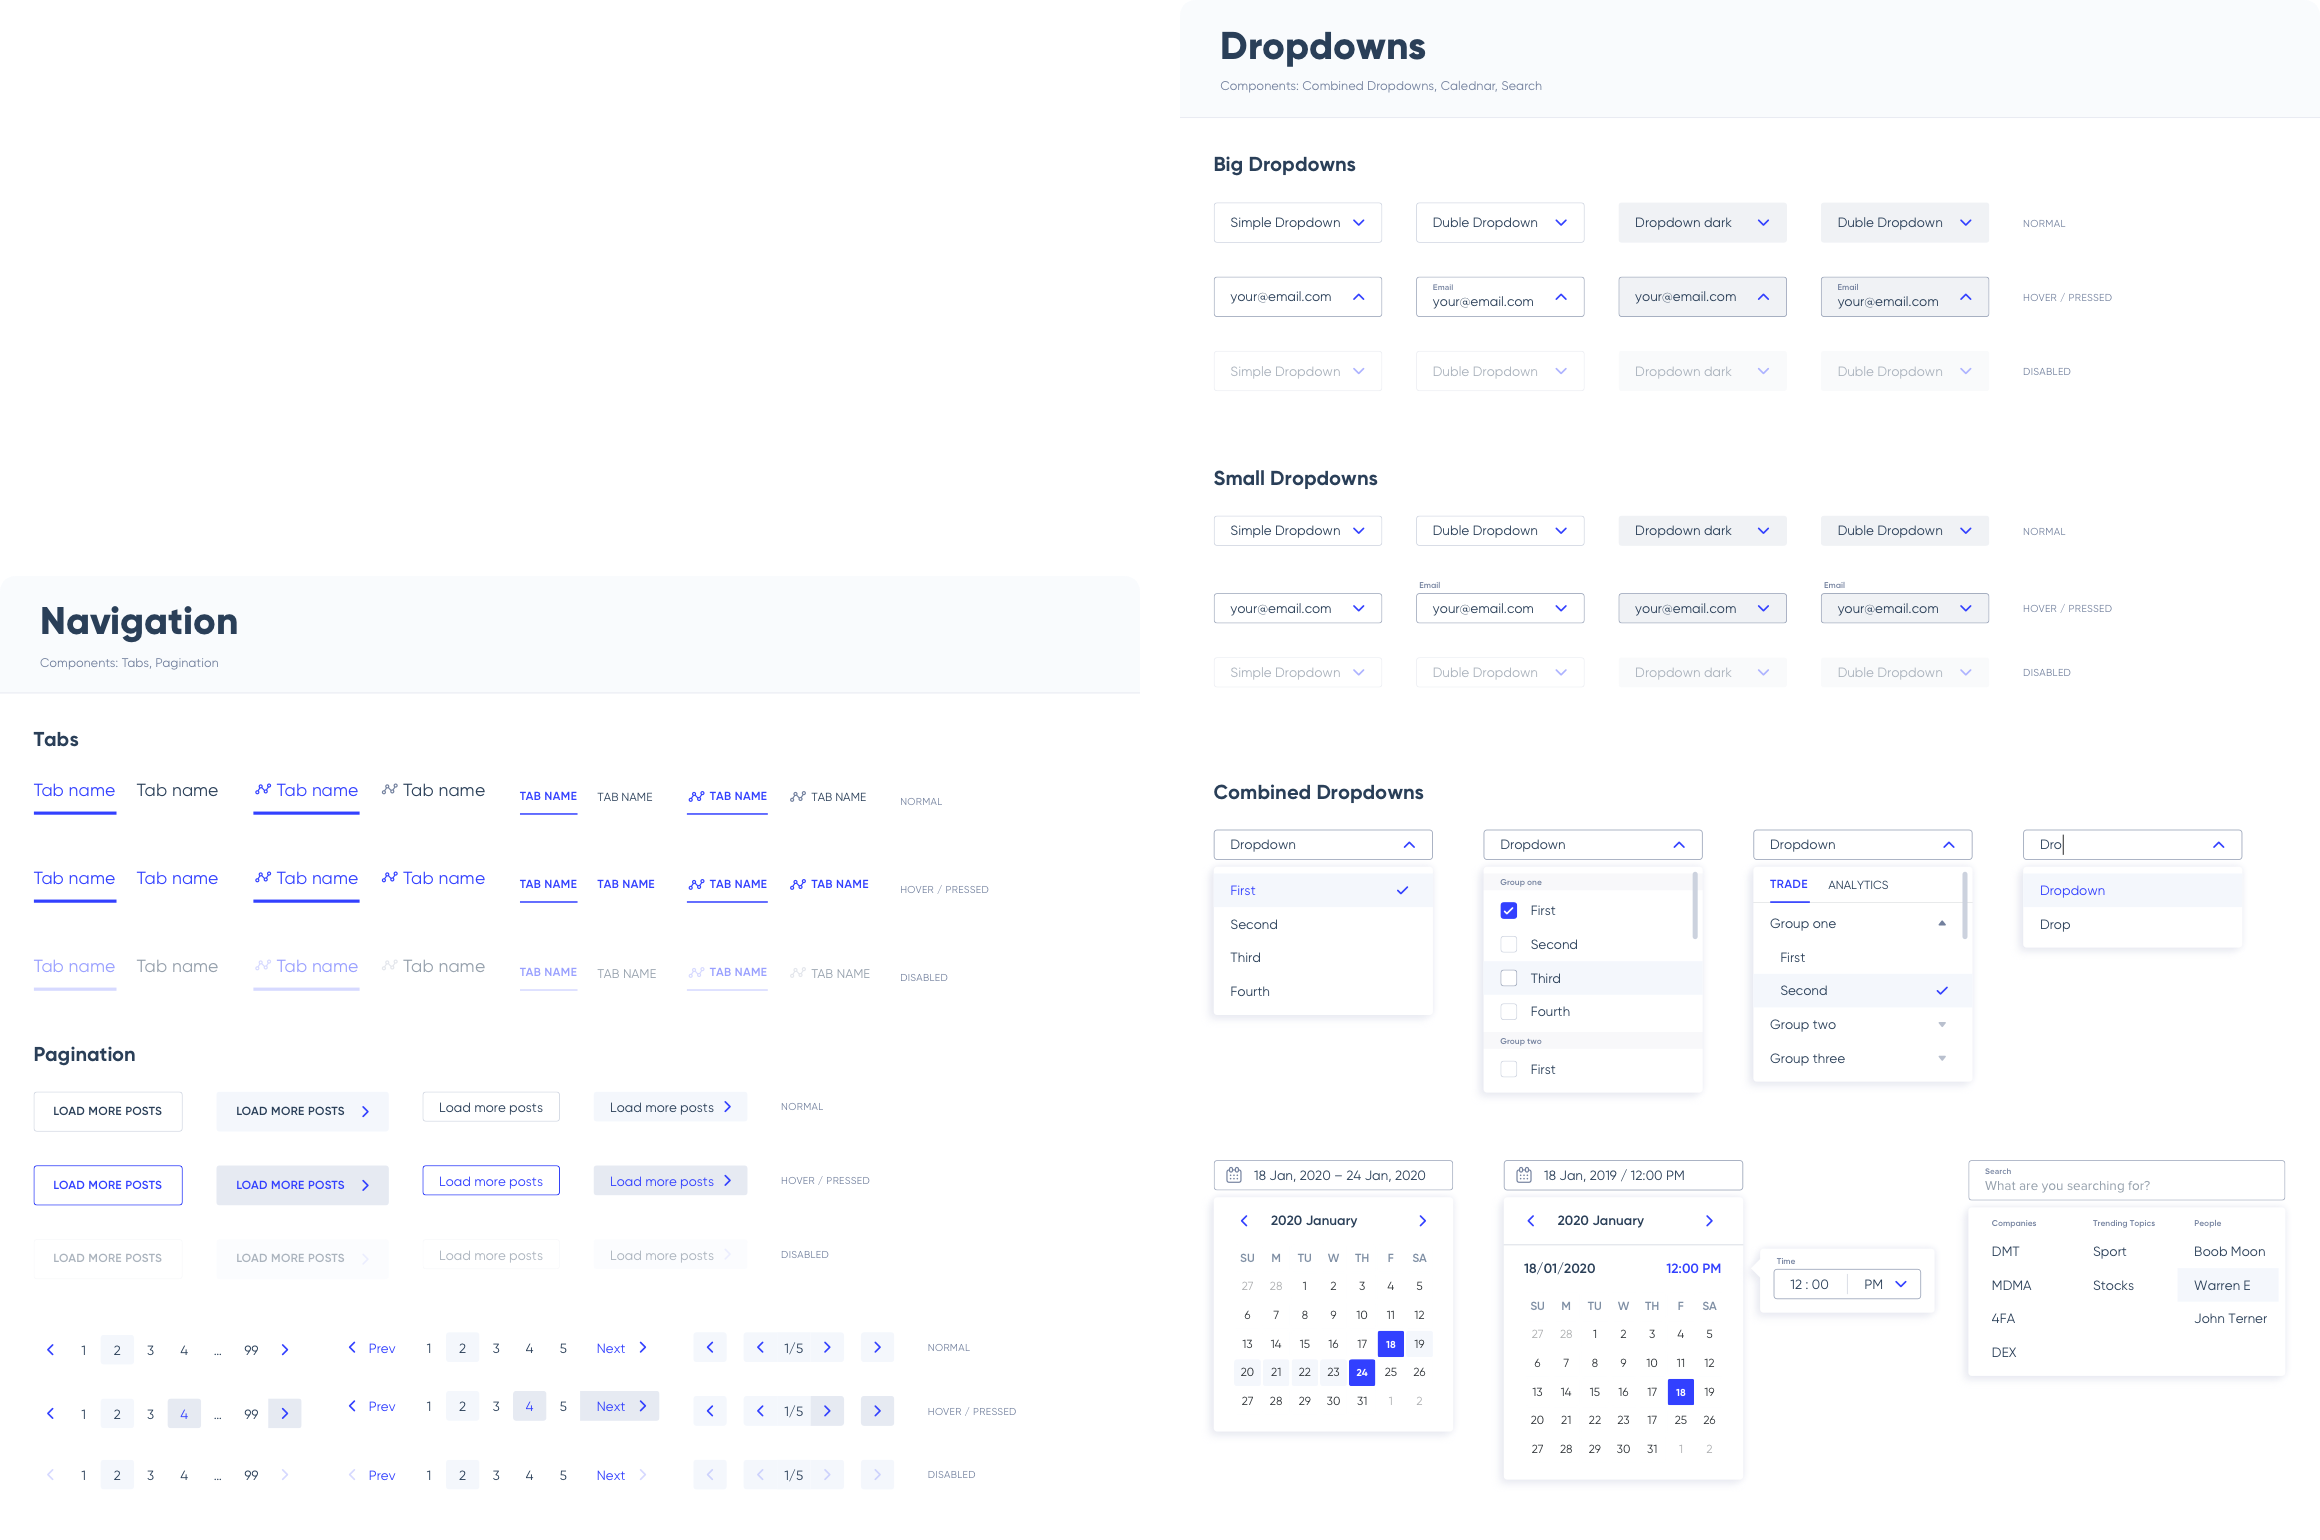 Dropdowns
Components: Combined Dropdowns, Calednar, Search
Big Dropdowns
Simple Dropdown Duble Dropdown Dropdown dark Duble Dropdown NORMAL
Email Email
your@email.com your@email.com your@email.com your@email.com HOVER / PRESSED
Simple Dropdown Duble Dropdown Dropdown dark Duble Dropdown DISABLED
Small Dropdowns
Simple Dropdown Duble Dropdown Dropdown dark Duble Dropdown NORMAL
Email Email
your@email.com your@email.com your@email.com your@email.com HOVER / PRESSED
Simple Dropdown Duble Dropdown Dropdown dark Duble Dropdown DISABLED
Combined Dropdowns
Dropdown
First
Second
Third
Fourth
Dropdown
Group one
First
Second
Third
Fourth
Group two
First
Dropdown
TRADE ANALYTICS
Group one
First
Second
Group two
Group three
Dro
Dropdown
Drop
18 Jan, 2020 – 24 Jan, 2020
2020 January
SU M TU W TH F SA
27 28 1 2 3 4 5
6 7 8 9 10 11 12
13 14 15 16 17 18 19
20 21 22 23 24 25 26
27 28 29 30 31 1 2
18 Jan, 2019 / 12:00 PM
2020 January
18/01/2020 12:00 PM
SU M TU W TH F SA
27 28 1 2 3 4 5
6 7 8 9 10 11 12
13 14 15 16 17 18 19
20 21 22 23 17 25 26
27 28 29 30 31 1 2
Time
12 : 00 PM
Search
What are you searching for?
Companies Trending Topics People
DMT Sport Boob Moon
MDMA Stocks Warren E
4FA John Terner
DEX
Navigation
Components: Tabs, Pagination
Tabs
Tab name Tab name Tab name Tab name TAB NAME TAB NAME TAB NAME TAB NAME NORMAL
Tab name Tab name Tab name Tab name TAB NAME TAB NAME TAB NAME TAB NAME HOVER / PRESSED
Tab name Tab name Tab name Tab name TAB NAME TAB NAME TAB NAME TAB NAME DISABLED
Pagination
LOAD MORE POSTS LOAD MORE POSTS Load more posts Load more posts NORMAL
LOAD MORE POSTS LOAD MORE POSTS Load more posts Load more posts HOVER / PRESSED
LOAD MORE POSTS LOAD MORE POSTS Load more posts Load more posts DISABLED
1 2 3 4 ... 99 Prev 1 2 3 4 5 Next 1/5 NORMAL
1 2 3 4 ... 99 Prev 1 2 3 4 5 Next 1/5 HOVER / PRESSED
1 2 3 4 ... 99 Prev 1 2 3 4 5 Next 1/5 DISABLED